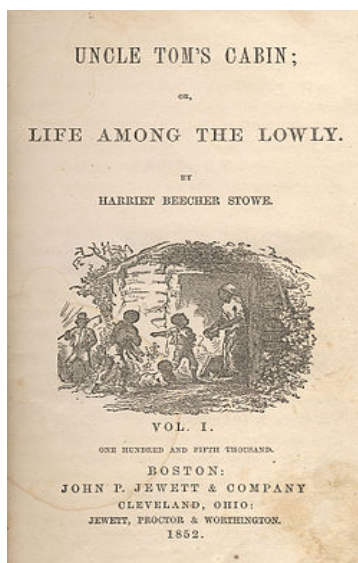 UNCLE TOM'S CABIN;
OR,
LIFE AMONG THE LOWLY.
BY
HARRIET BEECHER STOWE.
VOL. I.
ONE HUNDRED AND FIFTH THOUSAND.
BOSTON:
JOHN P. JEWETT & COMPANY
CLEVELAND, OHIO:
JEWETT, PROCTOR & WORTHINGTON.
1852.